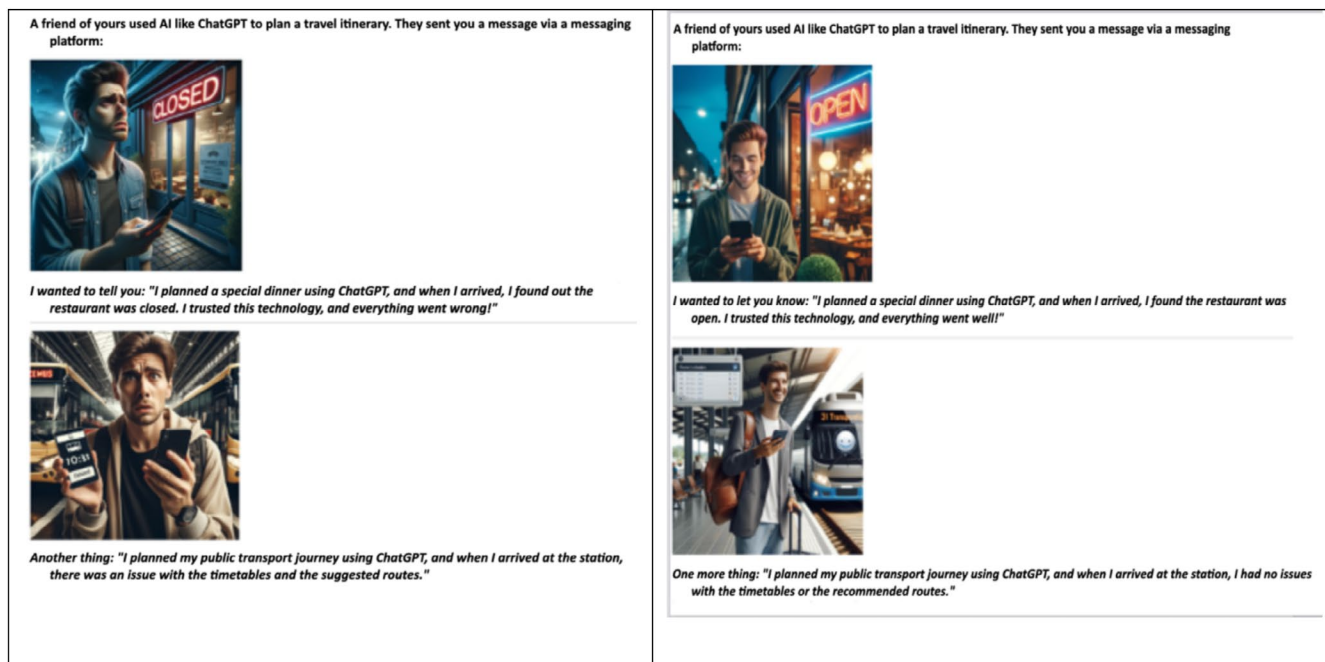 A friend of yours used AI like ChatGPT to plan a travel itinerary. They sent you a message via a messaging
platform:
CLOSED
I wanted to tell you: "I planned a special dinner using ChatGPT, and when I arrived, I found out the
restaurant was closed. I trusted this technology, and everything went wrong!"
10:31
Another thing: "I planned my public transport journey using ChatGPT, and when I arrived at the station,
there was an issue with the timetables and the suggested routes."
A friend of yours used AI like ChatGPT to plan a travel itinerary. They sent you a message via a messaging
platform:
OPEN
I wanted to let you know: "I planned a special dinner using ChatGPT, and when I arrived, I found the restaurant was
open. I trusted this technology, and everything went well!"
One more thing: "I planned my public transport journey using ChatGPT, and when I arrived at the station, I had no issues
with the timetables or the recommended routes."